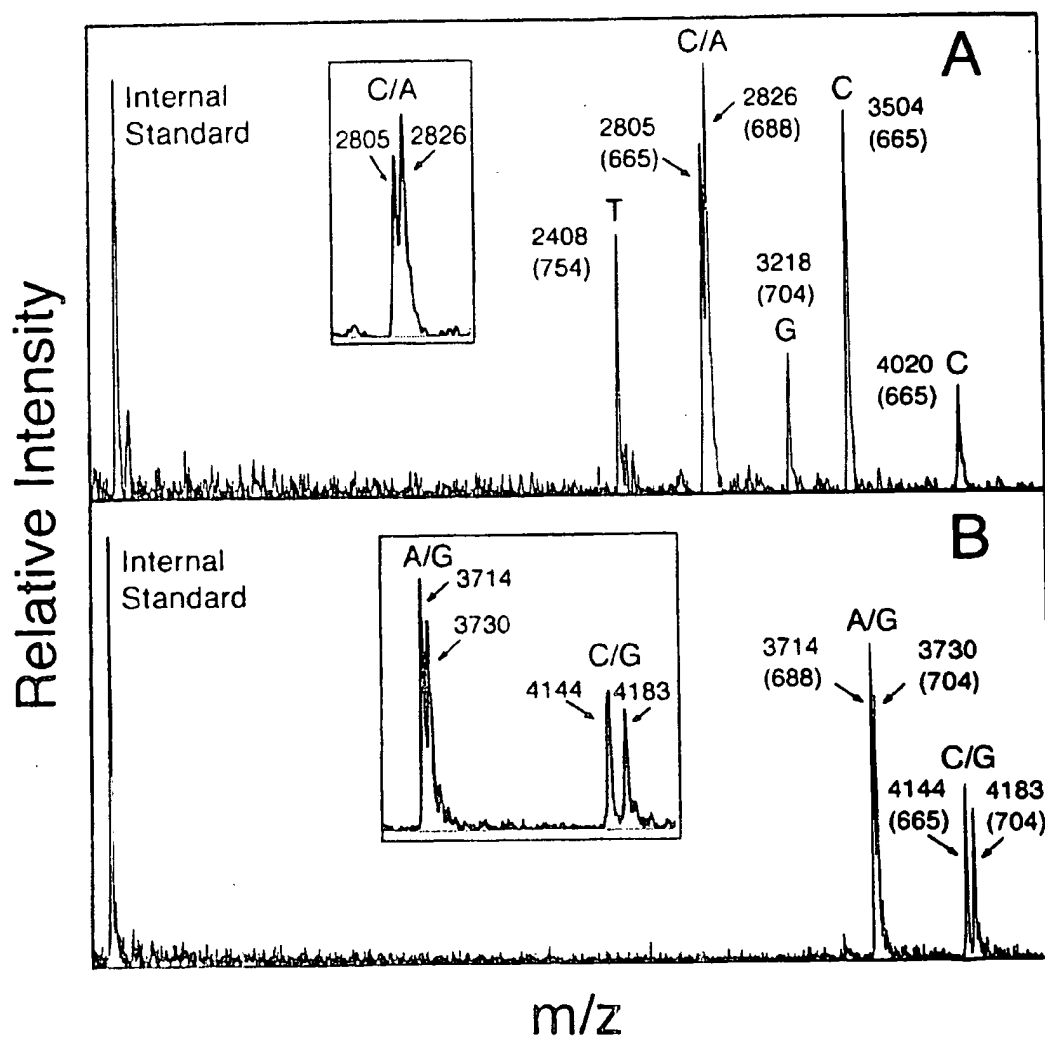 A
Internal
Standard
C/A
2805
2826
T
2408
(754)
C/A
2805
(665)
2826
(688)
3218
(704)
G
C
3504
(665)
4020
(665)
C
Relative Intensity
B
Internal
Standard
A/G
3714
3730
C/G
4144
4183
A/G
3714
(688)
3730
(704)
C/G
4144
(665)
4183
(704)
m/z